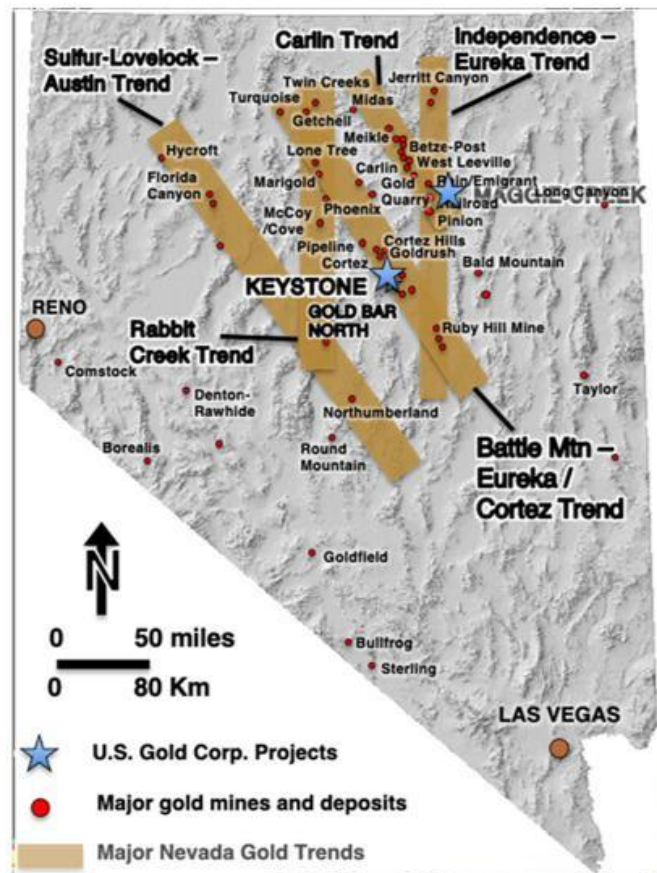 Sulfur-Lovelock –
Austin Trend
Carlin Trend
Independence –
Eureka Trend
Twin Creeks
Jerritt Canyon
Turquoise
Midas
Getchell
Meikle
Betze-Post
Hycroft
Lone Tree
West Leeville
Carlin
Florida
Canyon
Marigold
Gold
Quarry
Rain/Emigrant
MAGGIE CREEK
Long Canyon
Railroad
Phoenix
Pinion
McCoy
/Cove
Pipeline
Cortez Hills
Goldrush
Cortez
Bald Mountain
KEYSTONE
RENO
GOLD BAR
NORTH
Rabbit
Creek Trend
Ruby Hill Mine
Comstock
Taylor
Denton-
Rawhide
Northumberland
Borealis
Round
Mountain
Battle Mtn –
Eureka /
Cortez Trend
N
Goldfield
0 50 miles
0 80 Km
Bullfrog
Sterling
LAS VEGAS
U.S. Gold Corp. Projects
Major gold mines and deposits
Major Nevada Gold Trends